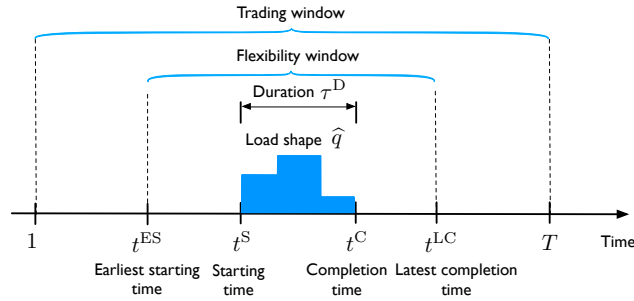 Trading window
Flexibility window
Duration τ^D
Load shape q̂
1 t^ES t^S t^C t^LC T Time
Earliest starting time
Starting time
Completion time
Latest completion time